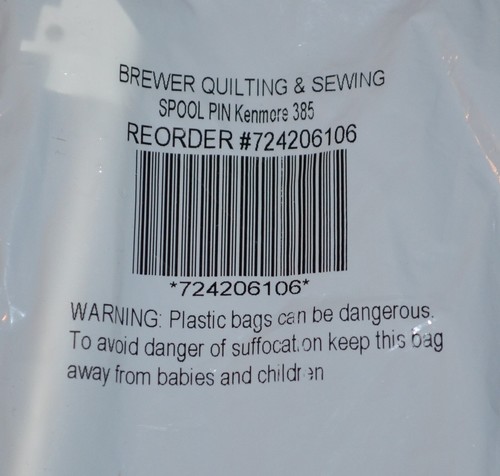 BREWER QUILTING & SEWING
SPOOL PIN Kenmore 385
REORDER #724206106
*724206106*
WARNING: Plastic bags can be dangerous.
To avoid danger of suffocation keep this bag
away from babies and children